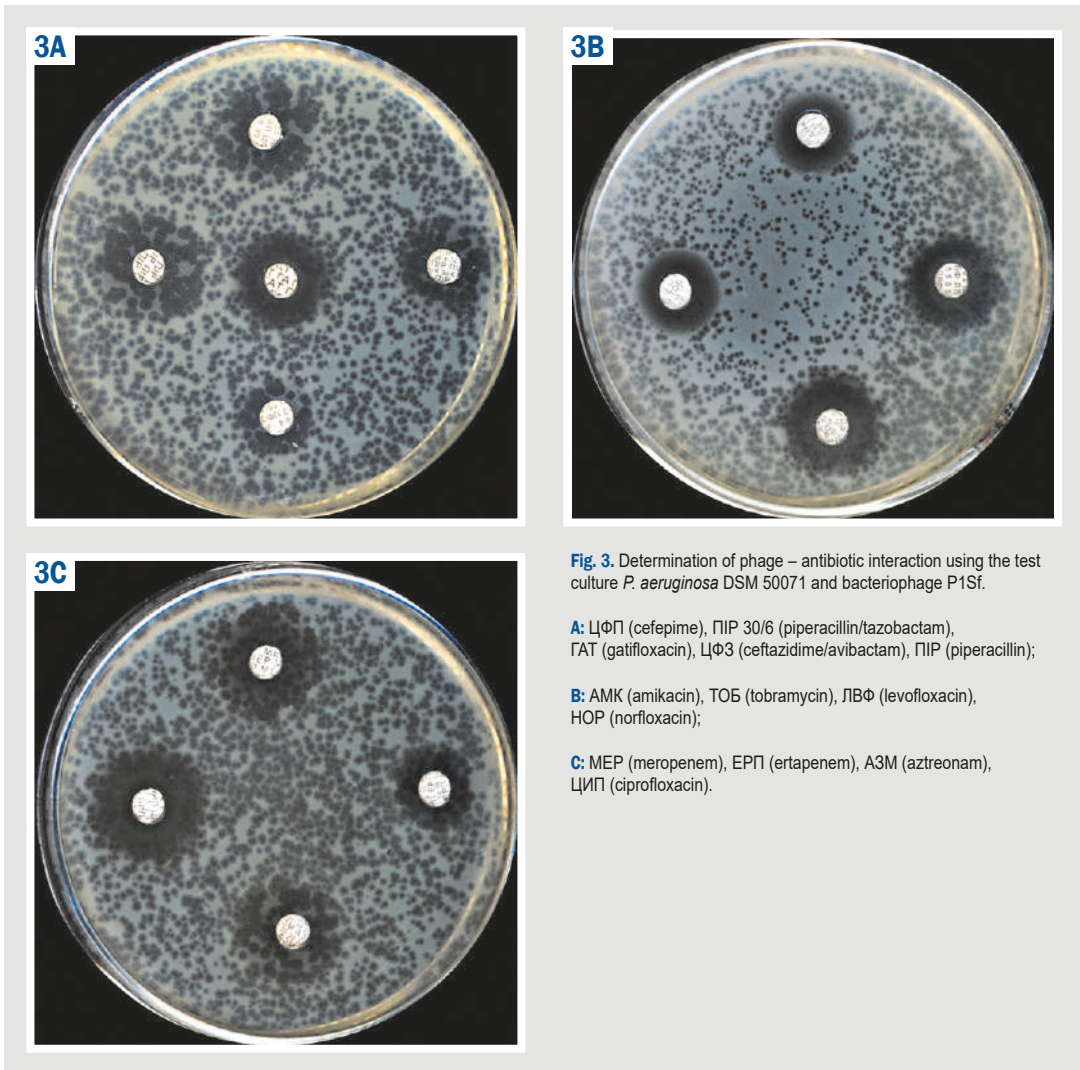 3A
3B
3C
Fig. 3. Determination of phage – antibiotic interaction using the test
culture P. aeruginosa DSM 50071 and bacteriophage P1Sf.
A: ЦФП (cefepime), ПІР 30/6 (piperacillin/tazobactam),
ГАТ (gatifloxacin), ЦФЗ (ceftazidime/avibactam), ПІР (piperacillin);
B: АМК (amikacin), ТОБ (tobramycin), ЛВФ (levofloxacin),
НОР (norfloxacin);
C: МЕР (meropenem), ЕРП (ertapenem), АЗМ (aztreonam),
ЦИП (ciprofloxacin).